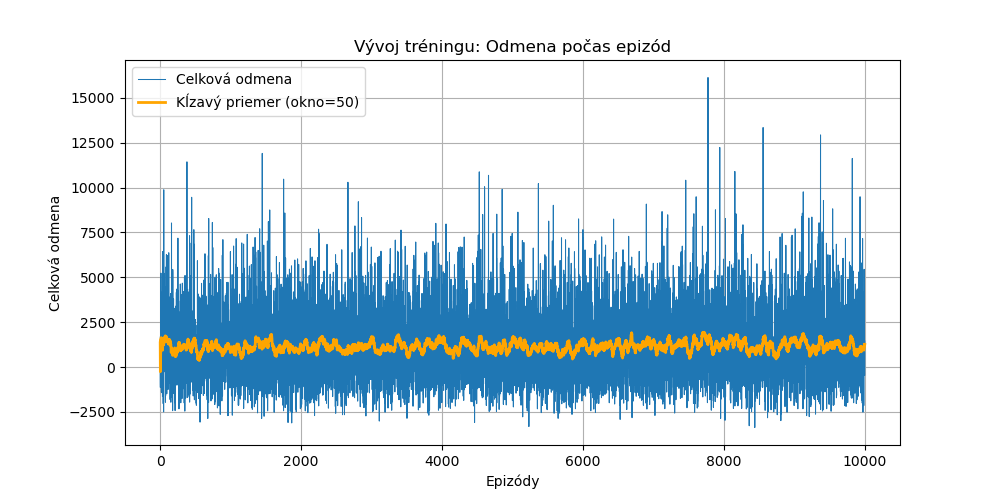 Vývoj tréningu: Odmena počas epizód
Celková odmena
Kĺzavý priemer (okno=50)
15000
12500
10000
7500
5000
2500
0
−2500
Celková odmena
0
2000
4000
6000
8000
10000
Epizódy